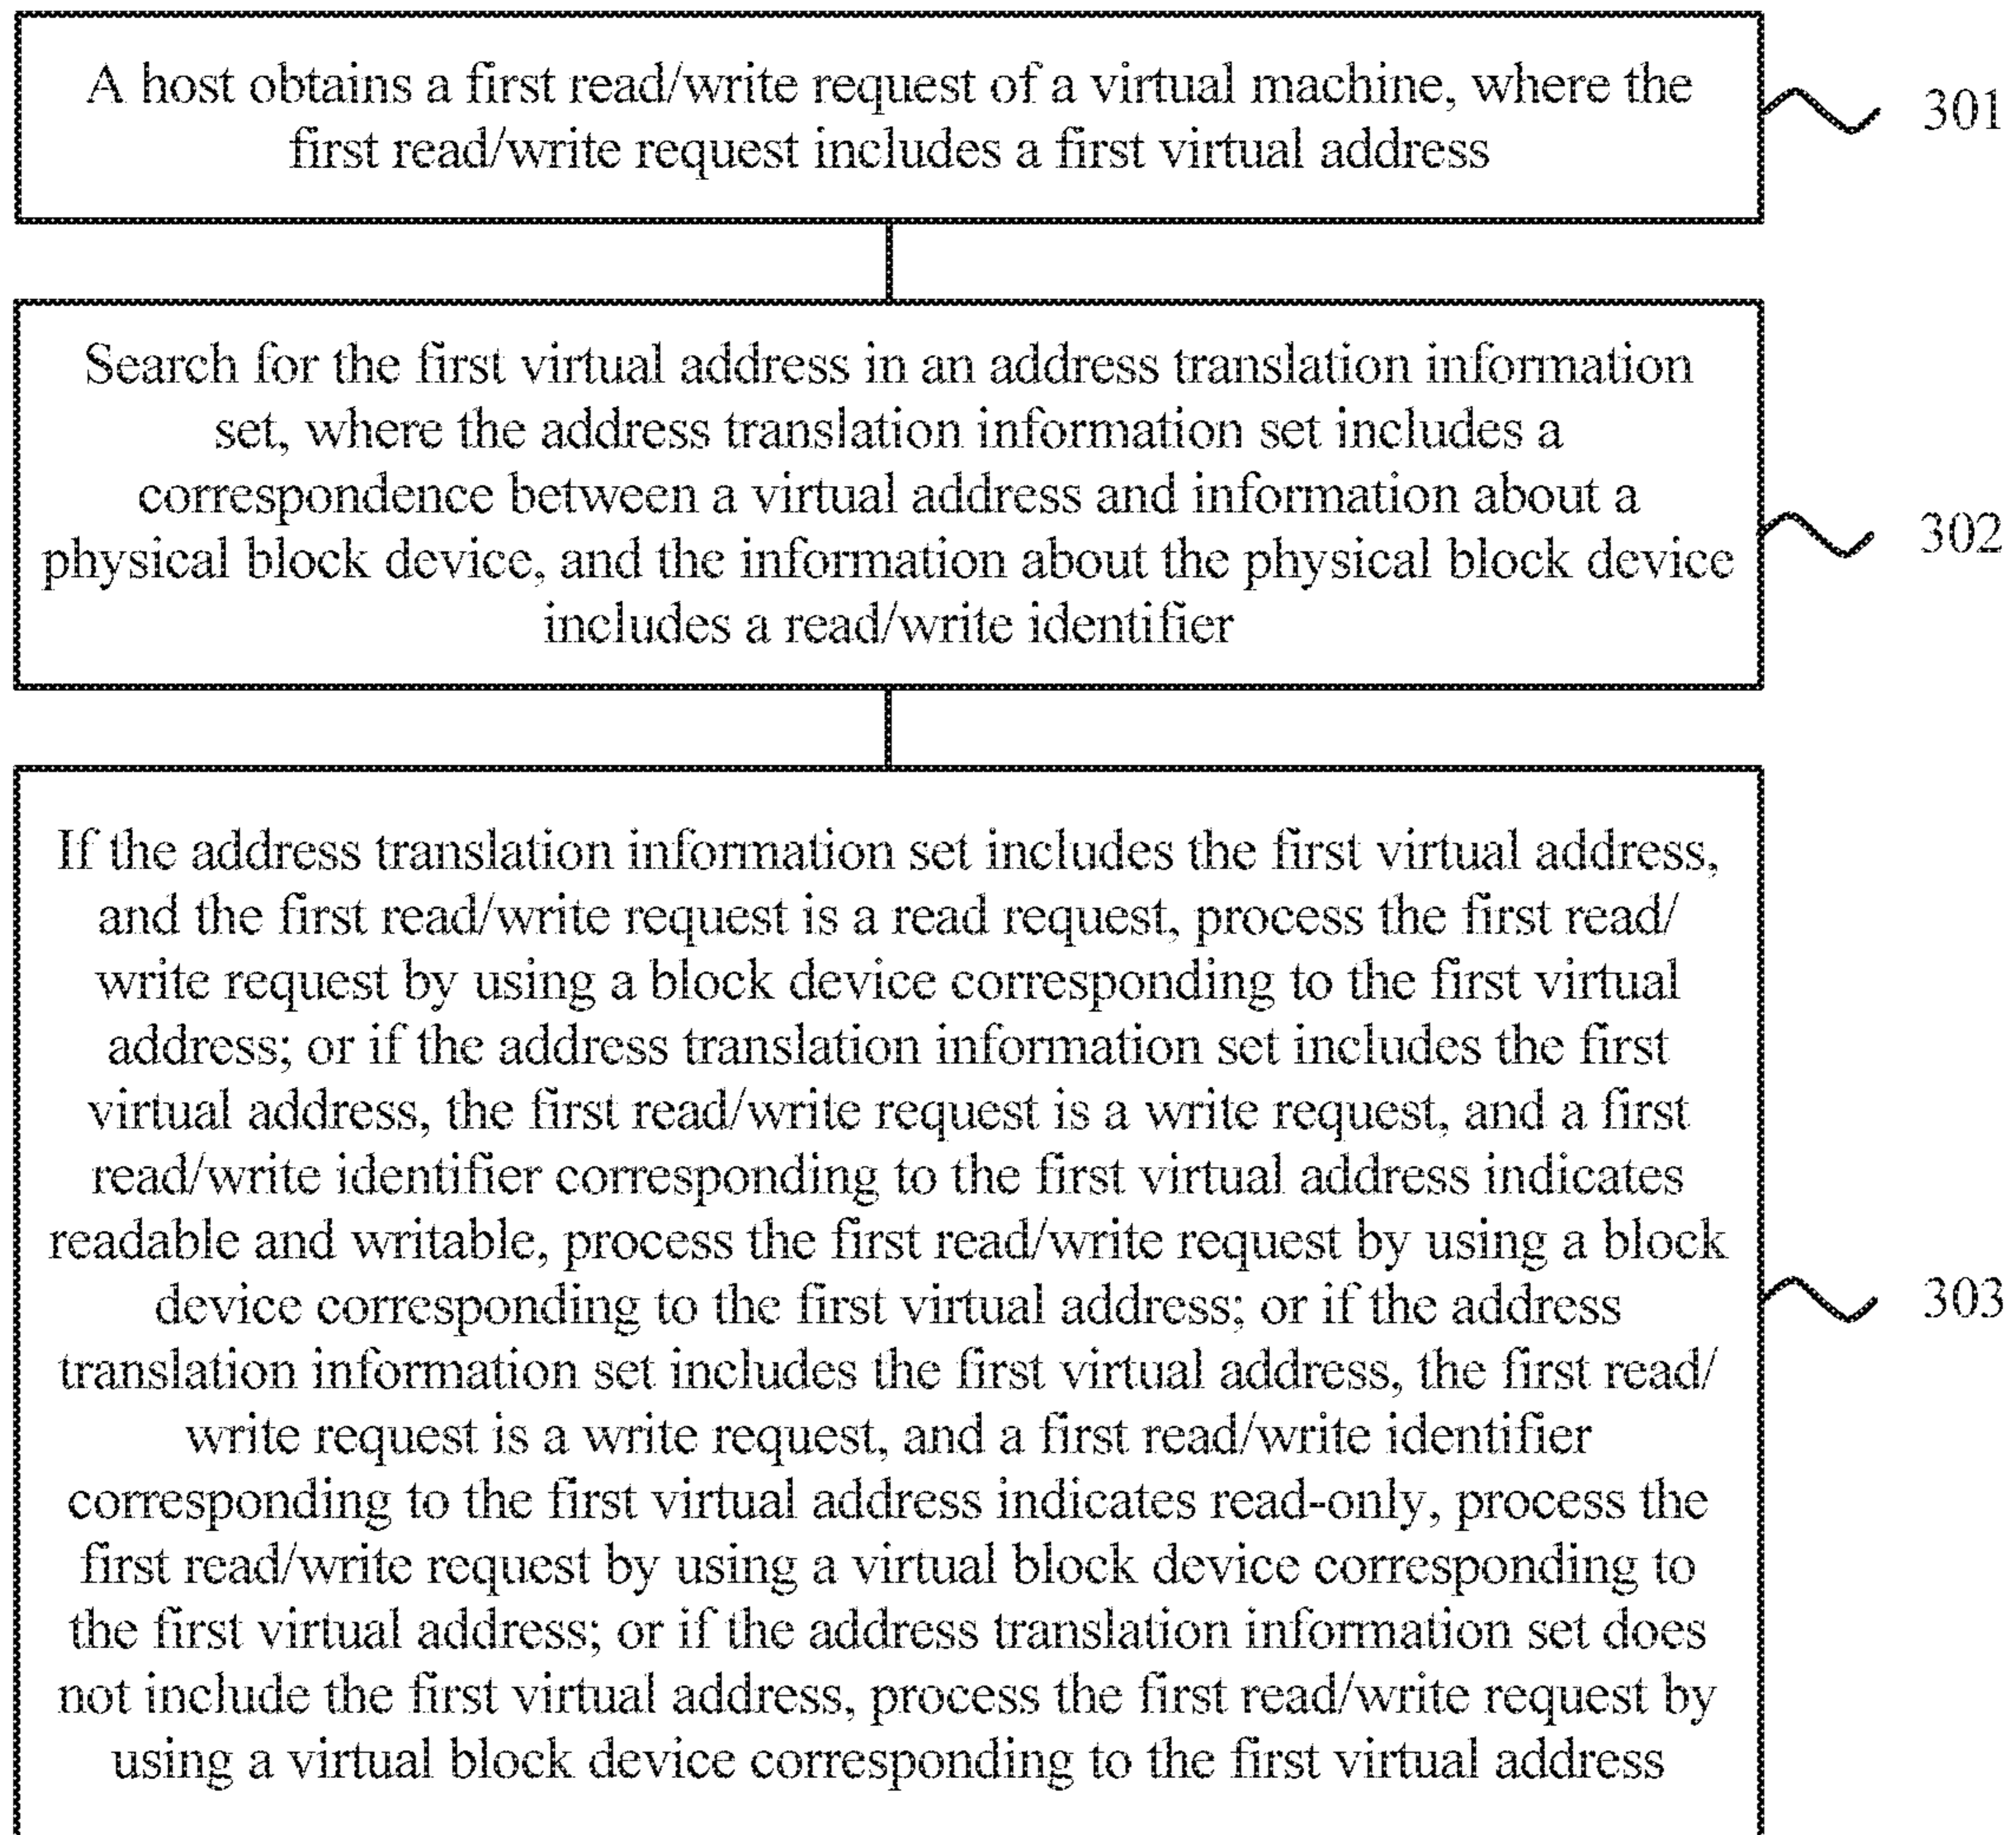 A host obtains a first read/write request of a virtual machine, where the
first read/write request includes a first virtual address
301
Search for the first virtual address in an address translation information
set, where the address translation information set includes a
correspondence between a virtual address and information about a
physical block device, and the information about the physical block device
includes a read/write identifier
302
If the address translation information set includes the first virtual address,
and the first read/write request is a read request, process the first read/
write request by using a block device corresponding to the first virtual
address; or if the address translation information set includes the first
virtual address, the first read/write request is a write request, and a first
read/write identifier corresponding to the first virtual address indicates
readable and writable, process the first read/write request by using a block
device corresponding to the first virtual address; or if the address
translation information set includes the first virtual address, the first read/
write request is a write request, and a first read/write identifier
corresponding to the first virtual address indicates read-only, process the
first read/write request by using a virtual block device corresponding to
the first virtual address; or if the address translation information set does
not include the first virtual address, process the first read/write request by
using a virtual block device corresponding to the first virtual address
303